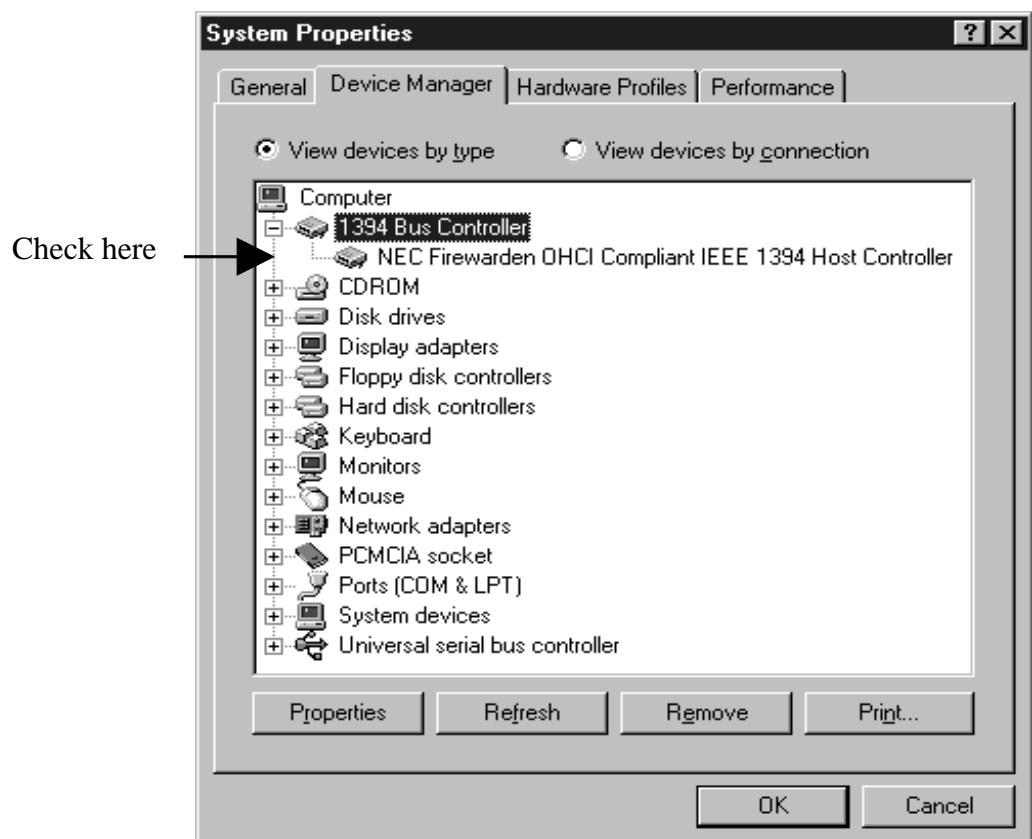 System Properties
General Device Manager Hardware Profiles Performance
View devices by type View devices by connection
Computer
1394 Bus Controller
Check here
NEC Firewarden OHCI Compliant IEEE 1394 Host Controller
CDROM
Disk drives
Display adapters
Floppy disk controllers
Hard disk controllers
Keyboard
Monitors
Mouse
Network adapters
PCMCIA socket
Ports (COM & LPT)
System devices
Universal serial bus controller
Properties Refresh Remove Print...
OK Cancel